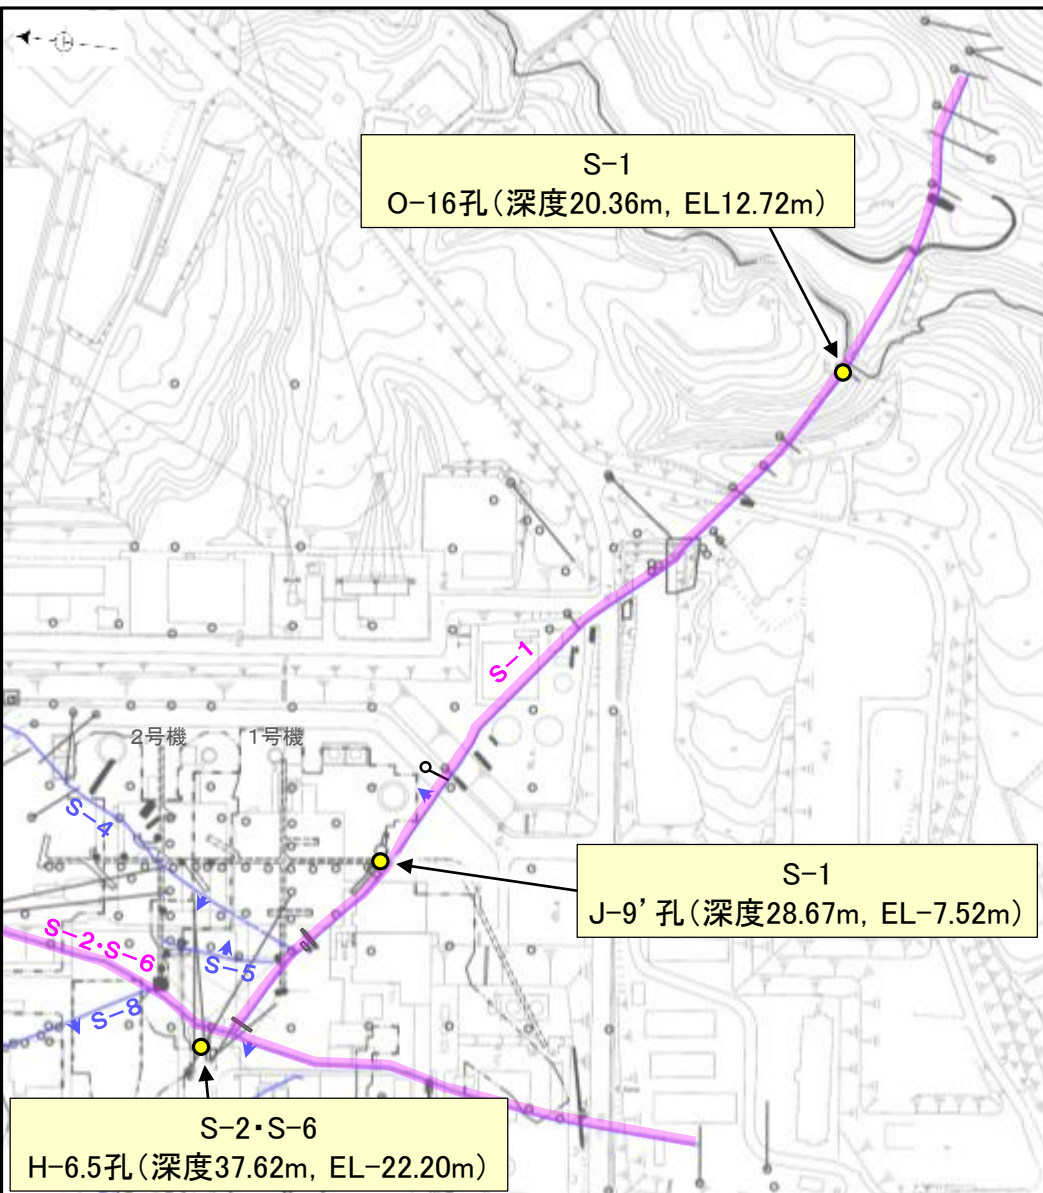 S-1
O-16孔(深度20.36m, EL12.72m)
S-1
2号機
1号機
S-4
S-1
J-9’孔(深度28.67m, EL-7.52m)
S-2・S-6
S-5
S-8
S-2・S-6
H-6.5孔(深度37.62m, EL-22.20m)